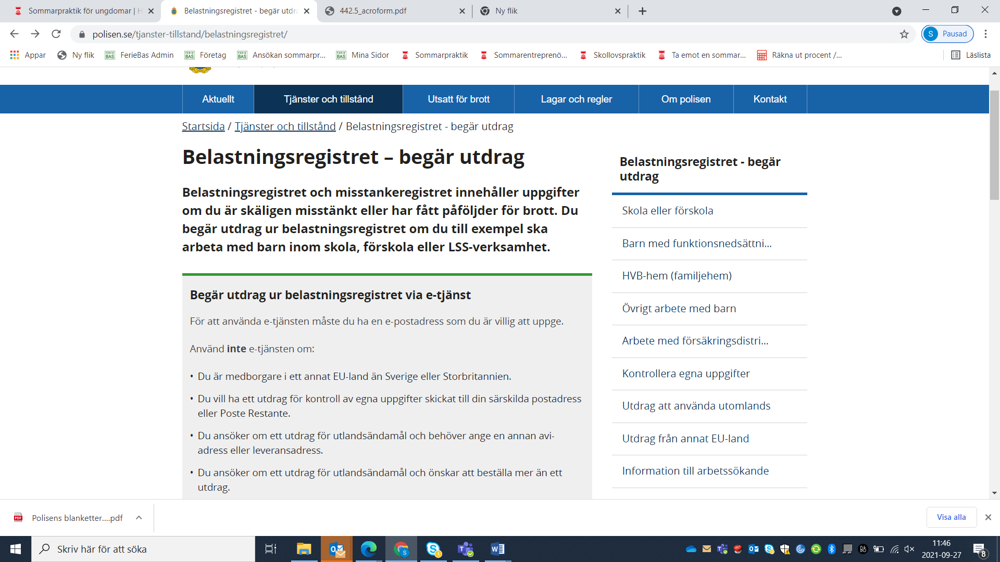 Sommarpraktik för ungdomar | H
Belastningsregistret - begär utdra
442.5_acroform.pdf
Ny flik
polisen.se/tjanster-tillstand/belastningsregistret/
S Pausad
Appar
Ny flik
FERIE BAS FerieBas Admin
FERIE BAS Företag
FERIE BAS Ansökan sommarpr...
FERIE BAS Mina Sidor
Sommarpraktik
Sommarentreprenö...
Skollovspraktik
Ta emot en sommar...
Räkna ut procent /...
Läslista
Aktuellt
Tjänster och tillstånd
Utsatt för brott
Lagar och regler
Om polisen
Kontakt
Startsida / Tjänster och tillstånd / Belastningsregistret - begär utdrag
Belastningsregistret – begär utdrag
Belastningsregistret och misstankeregistret innehåller uppgifter
om du är skäligen misstänkt eller har fått påföljder för brott. Du
begär utdrag ur belastningsregistret om du till exempel ska
arbeta med barn inom skola, förskola eller LSS-verksamhet.
Begär utdrag ur belastningsregistret via e-tjänst
För att använda e-tjänsten måste du ha en e-postadress som du är villig att uppge.
Använd inte e-tjänsten om:
• Du är medborgare i ett annat EU-land än Sverige eller Storbritannien.
• Du vill ha ett utdrag för kontroll av egna uppgifter skickat till din särskilda postadress
eller Poste Restante.
• Du ansöker om ett utdrag för utlandsändamål och behöver ange en annan avi-
adress eller leveransadress.
• Du ansöker om ett utdrag för utlandsändamål och önskar att beställa mer än ett
utdrag.
Belastningsregistret - begär
utdrag
Skola eller förskola
Barn med funktionsnedsättni...
HVB-hem (familjehem)
Övrigt arbete med barn
Arbete med försäkringsdistri...
Kontrollera egna uppgifter
Utdrag att använda utomlands
Utdrag från annat EU-land
Information till arbetssökande
PDF Polisens blanketter....pdf
Visa alla
Skriv här för att söka
11:46
2021-09-27
8